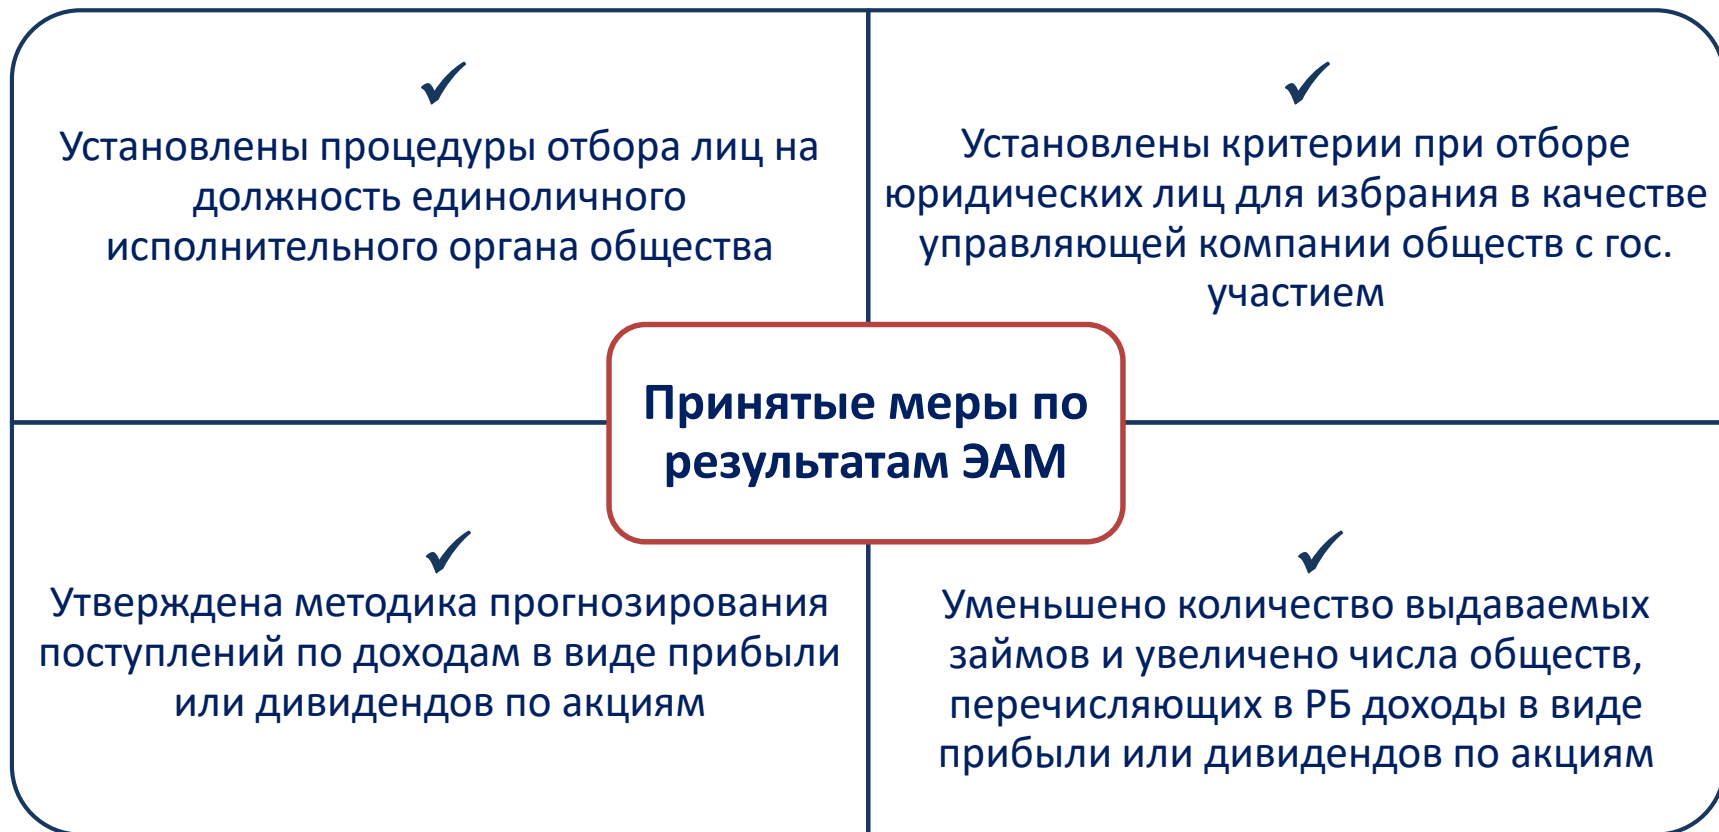 ✓
Установлены процедуры отбора лиц на
должность единоличного
исполнительного органа общества
✓
Установлены критерии при отборе
юридических лиц для избрания в качестве
управляющей компании обществ с гос.
участием
Принятые меры по
результатам ЭАМ
✓
Утверждена методика прогнозирования
поступлений по доходам в виде прибыли
или дивидендов по акциям
✓
Уменьшено количество выдаваемых
займов и увеличено числа обществ,
перечисляющих в РБ доходы в виде
прибыли или дивидендов по акциям